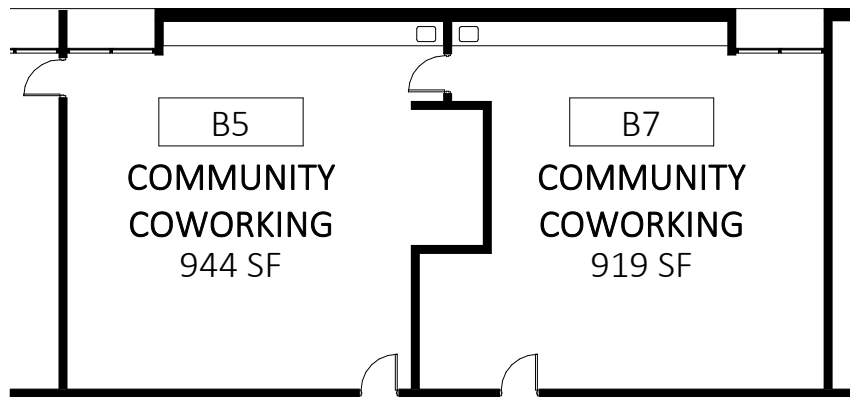 B5
COMMUNITY
COWORKING
944 SF
B7
COMMUNITY
COWORKING
919 SF